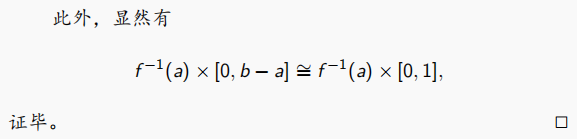 此外，显然有
f⁻¹(a) × [0, b − a] ≅ f⁻¹(a) × [0, 1],
证毕。 □